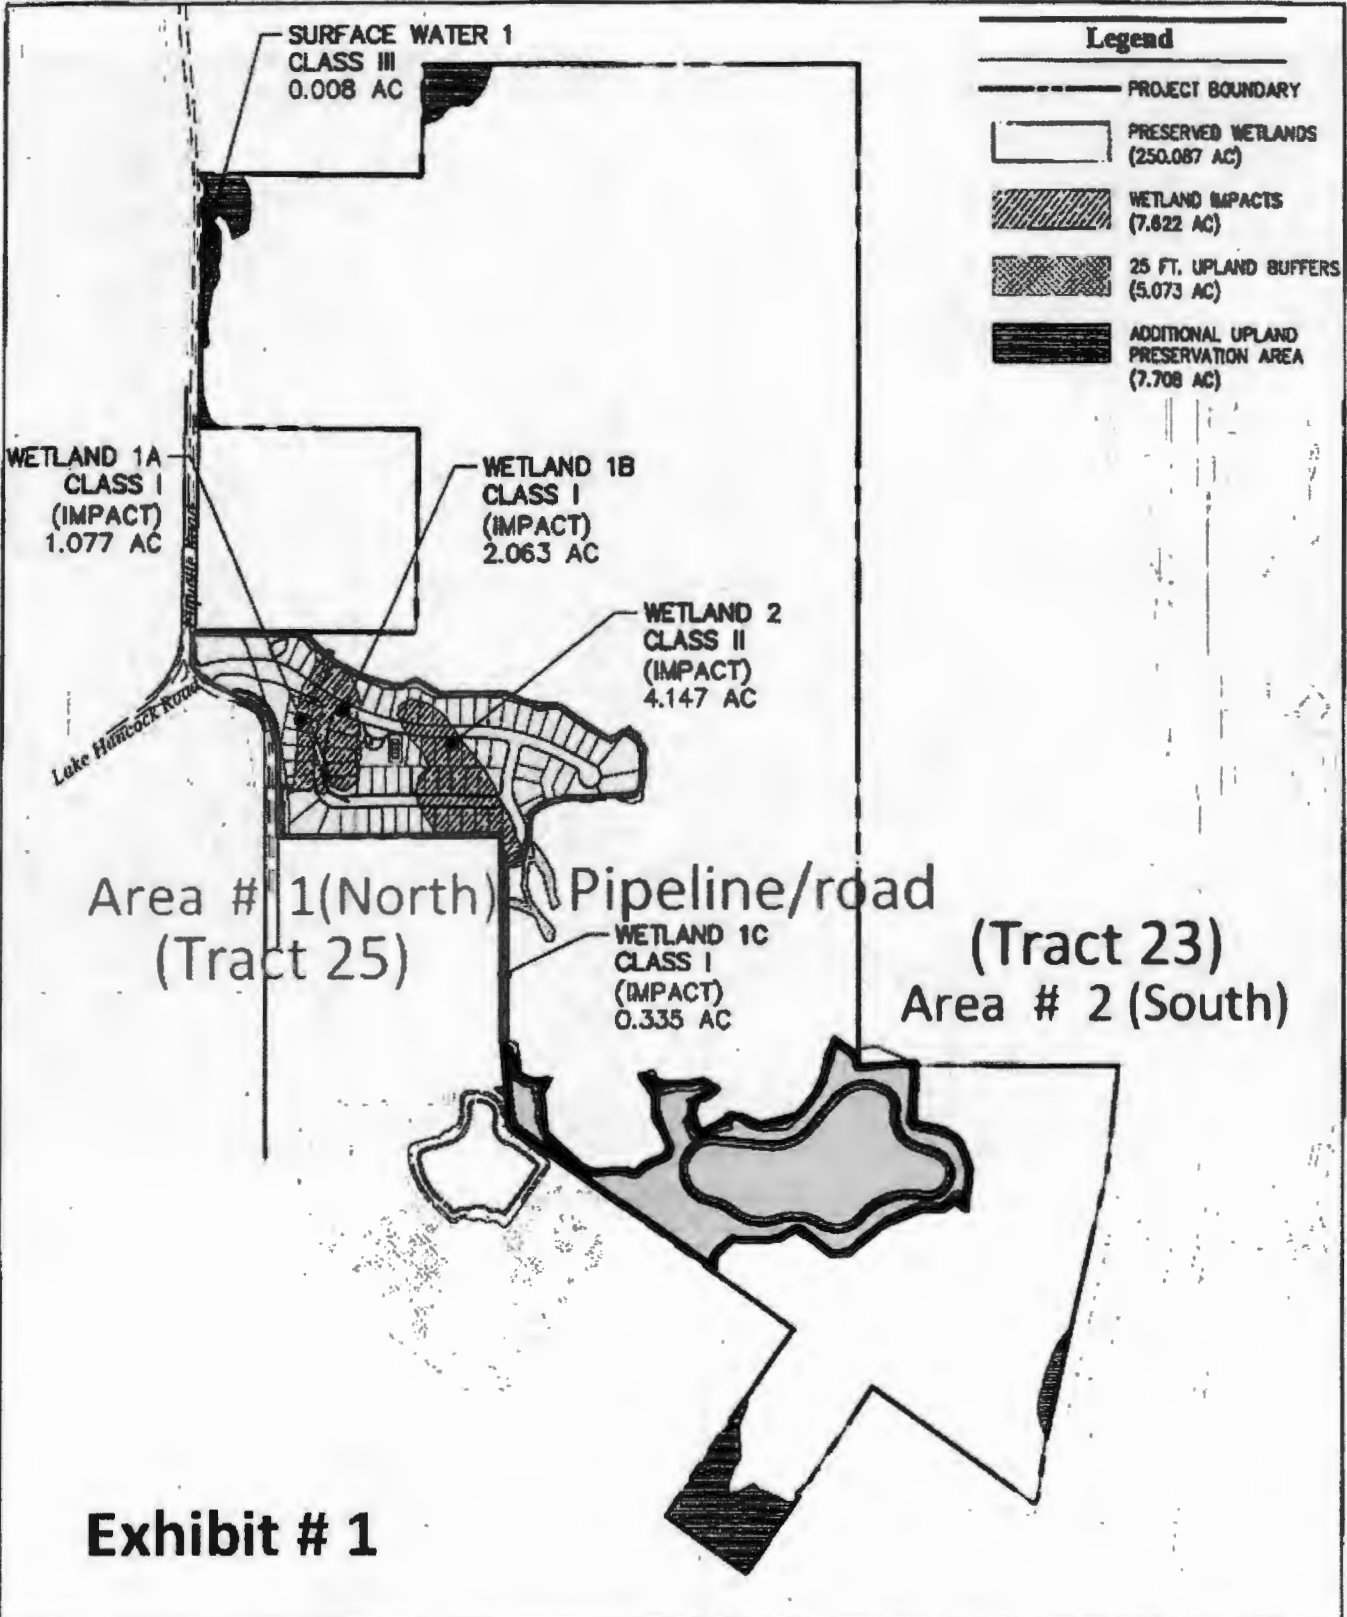 SURFACE WATER 1
CLASS III
0.008 AC
Legend
PROJECT BOUNDARY
PRESERVED WETLANDS
(250.087 AC)
WETLAND IMPACTS
(7.622 AC)
25 FT. UPLAND BUFFERS
(5.073 AC)
ADDITIONAL UPLAND
PRESERVATION AREA
(7.708 AC)
WETLAND 1A
CLASS I
(IMPACT)
1.077 AC
WETLAND 1B
CLASS I
(IMPACT)
2.063 AC
WETLAND 2
CLASS II
(IMPACT)
4.147 AC
Road
Lake Hancock Road
Area # 1(North)
(Tract 25)
Pipeline/road
WETLAND 1C
CLASS I
(IMPACT)
0.335 AC
(Tract 23)
Area # 2 (South)
Exhibit # 1